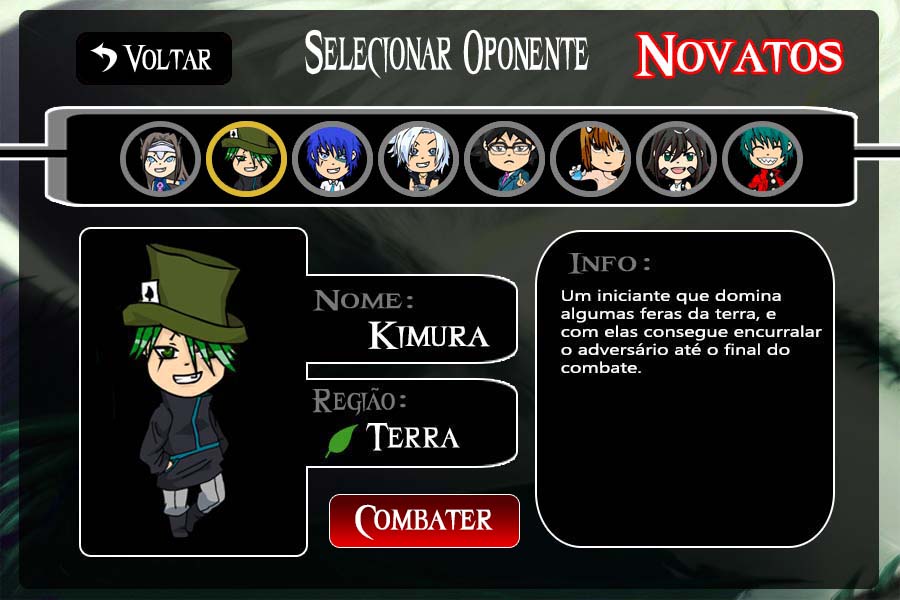 Voltar
Selecionar Oponente
Novatos
Nome:
Kimura
Região:
Terra
Combater
Info:
Um iniciante que domina
algumas feras da terra, e
com elas consegue encurralar
o adversário até o final do
combate.